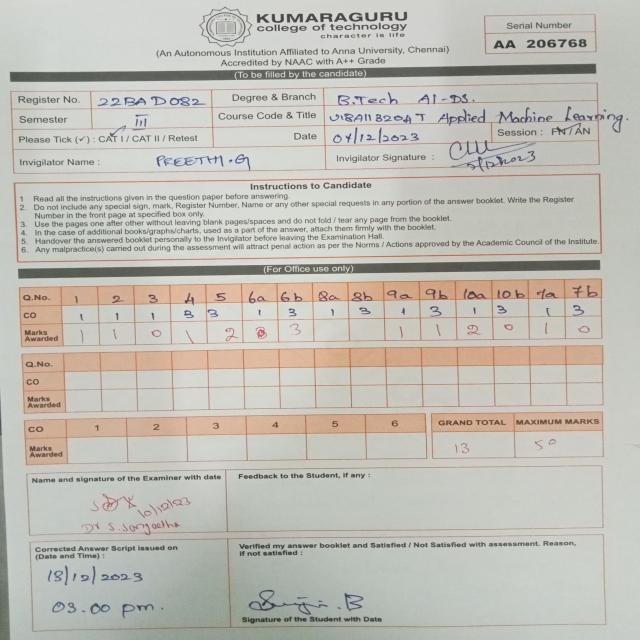 KUMARAGURU
college of technology
character is life
Serial Number
AA 206768
(An Autonomous Institution Affiliated to Anna University, Chennai)
Accredited by NAAC with A++ Grade
(To be filled by the candidate)
Register No. 22BAD082 Degree & Branch B.Tech AI-DS.
Semester III Course Code & Title U18AII3204T Applied Machine Learning.
Please Tick (✓) : CAT I / CAT II / Retest Date 04/12/2023 Session : FN / AN
Invigilator Name : PREETHI.G Invigilator Signature :
Instructions to Candidate
1 Read all the instructions given in the question paper before answering.
2. Do not include any special sign, mark, Register Number, Name or any other special requests in any portion of the answer booklet. Write the Register
Number in the front page at specified box only.
3. Use the pages one after other without leaving blank pages/spaces and do not fold / tear any page from the booklet.
4. In the case of additional books/graphs/charts, used as a part of the answer, attach them firmly with the booklet.
5. Handover the answered booklet personally to the Invigilator before leaving the Examination Hall.
6. Any malpractice(s) carried out during the assessment will attract penal action as per the Norms / Actions approved by the Academic Council of the Institute.
(For Office use only)
Q.No. 1 2 3 4 5 6a 6b 8a 8b 9a 9b 10a 10b 7a 7b
CO 1 1 1 3 3 1 3 1 3 1 3 1 3 1 3
Marks Awarded 1 1 0 1 2 3 1 1 2 0 1 0
Q.No.
CO
Marks Awarded
CO 1 2 3 4 5 6 GRAND TOTAL MAXIMUM MARKS
Marks Awarded 13 50
Name and signature of the Examiner with date Feedback to the Student, if any :
Dr S. Sangeetha
Corrected Answer Script issued on
(Date and Time) :
Verified my answer booklet and Satisfied / Not Satisfied with assessment. Reason,
if not satisfied :
18/12/2023
03.00 pm.
Signature of the Student with Date